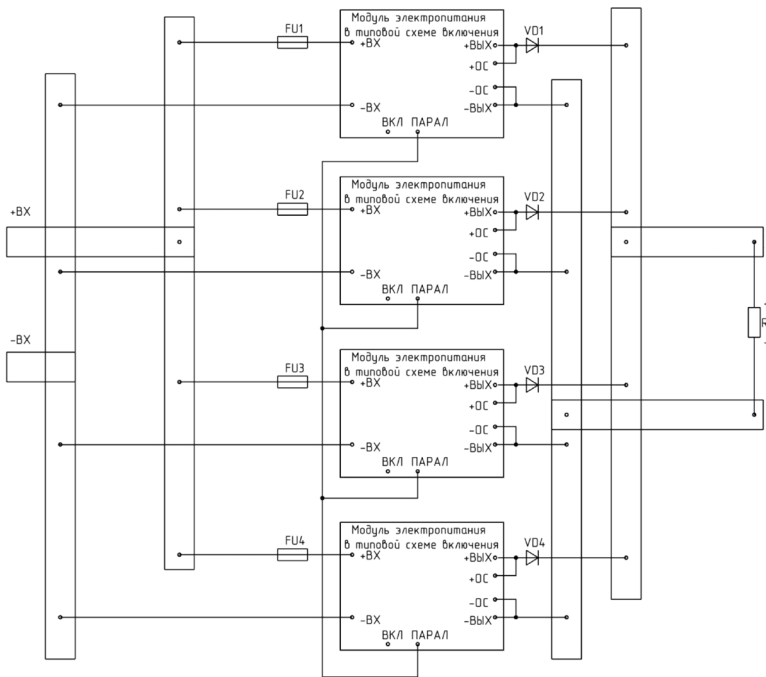 Модуль электропитания
в типовой схеме включения
FU1
+ВХ
+ВЫХ
VD1
+ОС
-ОС
-ВХ
-ВЫХ
ВКЛ ПАРАЛ
Модуль электропитания
в типовой схеме включения
FU2
+ВХ
+ВЫХ
VD2
+ОС
-ОС
-ВХ
-ВЫХ
ВКЛ ПАРАЛ
+ВХ
-ВХ
R
Модуль электропитания
в типовой схеме включения
FU3
+ВХ
+ВЫХ
VD3
+ОС
-ОС
-ВХ
-ВЫХ
ВКЛ ПАРАЛ
Модуль электропитания
в типовой схеме включения
FU4
+ВХ
+ВЫХ
VD4
+ОС
-ОС
-ВХ
-ВЫХ
ВКЛ ПАРАЛ